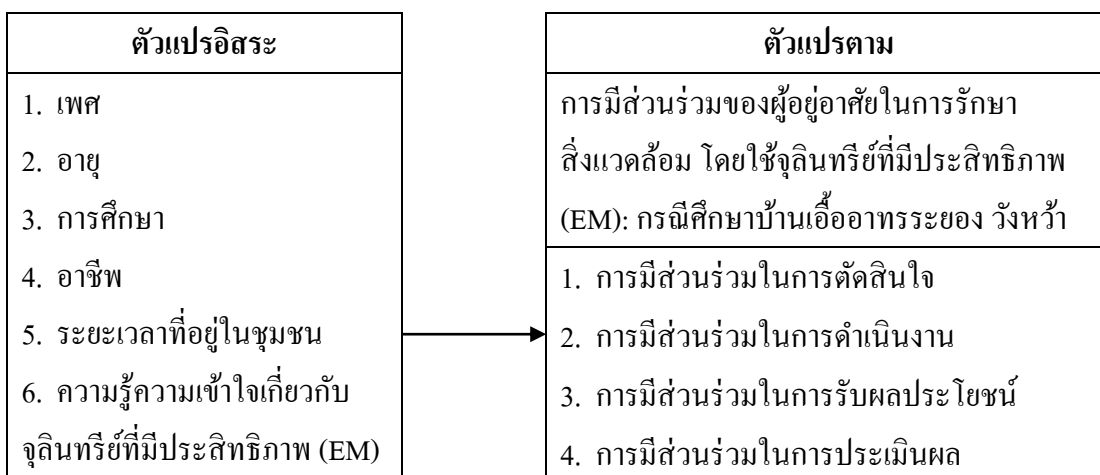 ตัวแปรอิสระ
1. เพศ
2. อายุ
3. การศึกษา
4. อาชีพ
5. ระยะเวลาที่อยู่ในชุมชน
6. ความรู้ความเข้าใจเกี่ยวกับ
จุลินทรีย์ที่มีประสิทธิภาพ (EM)
ตัวแปรตาม
การมีส่วนร่วมของผู้อยู่อาศัยในการรักษา
สิ่งแวดล้อม โดยใช้จุลินทรีย์ที่มีประสิทธิภาพ
(EM): กรณีศึกษาบ้านเอื้ออาทรระยอง วังหว้า
1. การมีส่วนร่วมในการตัดสินใจ
2. การมีส่วนร่วมในการดำเนินงาน
3. การมีส่วนร่วมในการรับผลประโยชน์
4. การมีส่วนร่วมในการประเมินผล